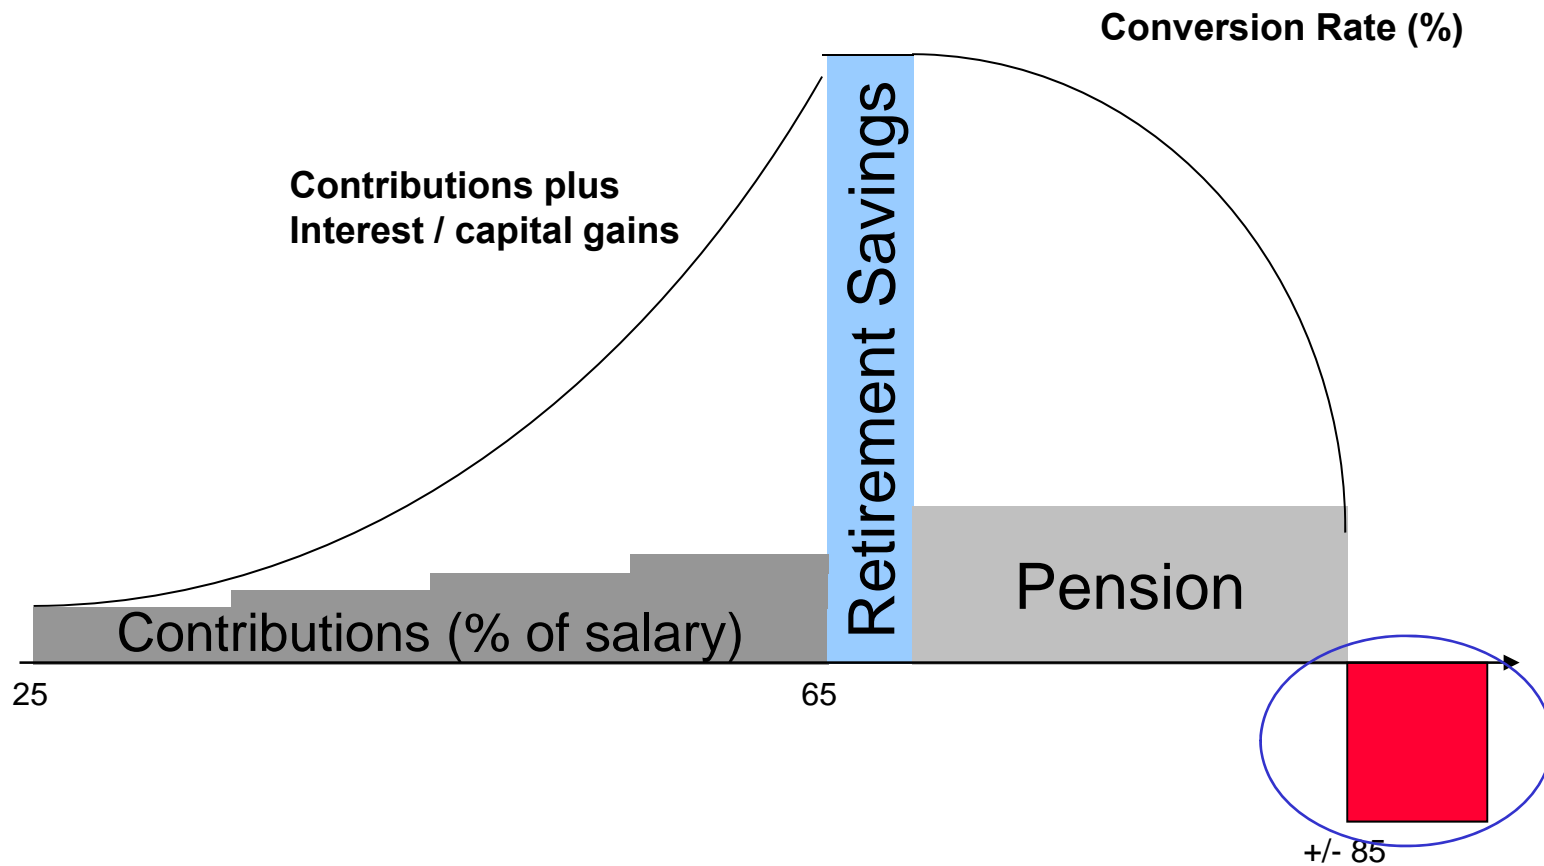 Conversion Rate (%)
Contributions plus
Interest / capital gains
Retirement Savings
Pension
Contributions (% of salary)
25
65
+/- 85